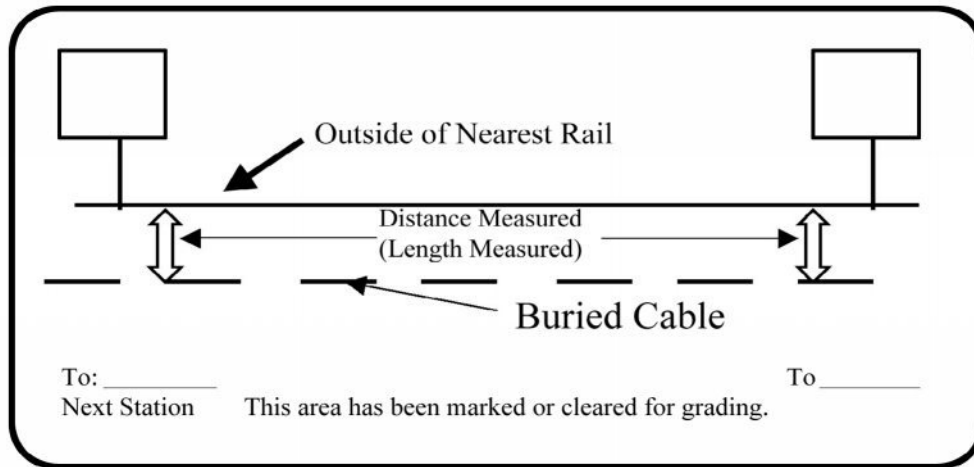 Outside of Nearest Rail
Distance Measured
(Length Measured)
Buried Cable
To: _________ To ________
Next Station This area has been marked or cleared for grading.